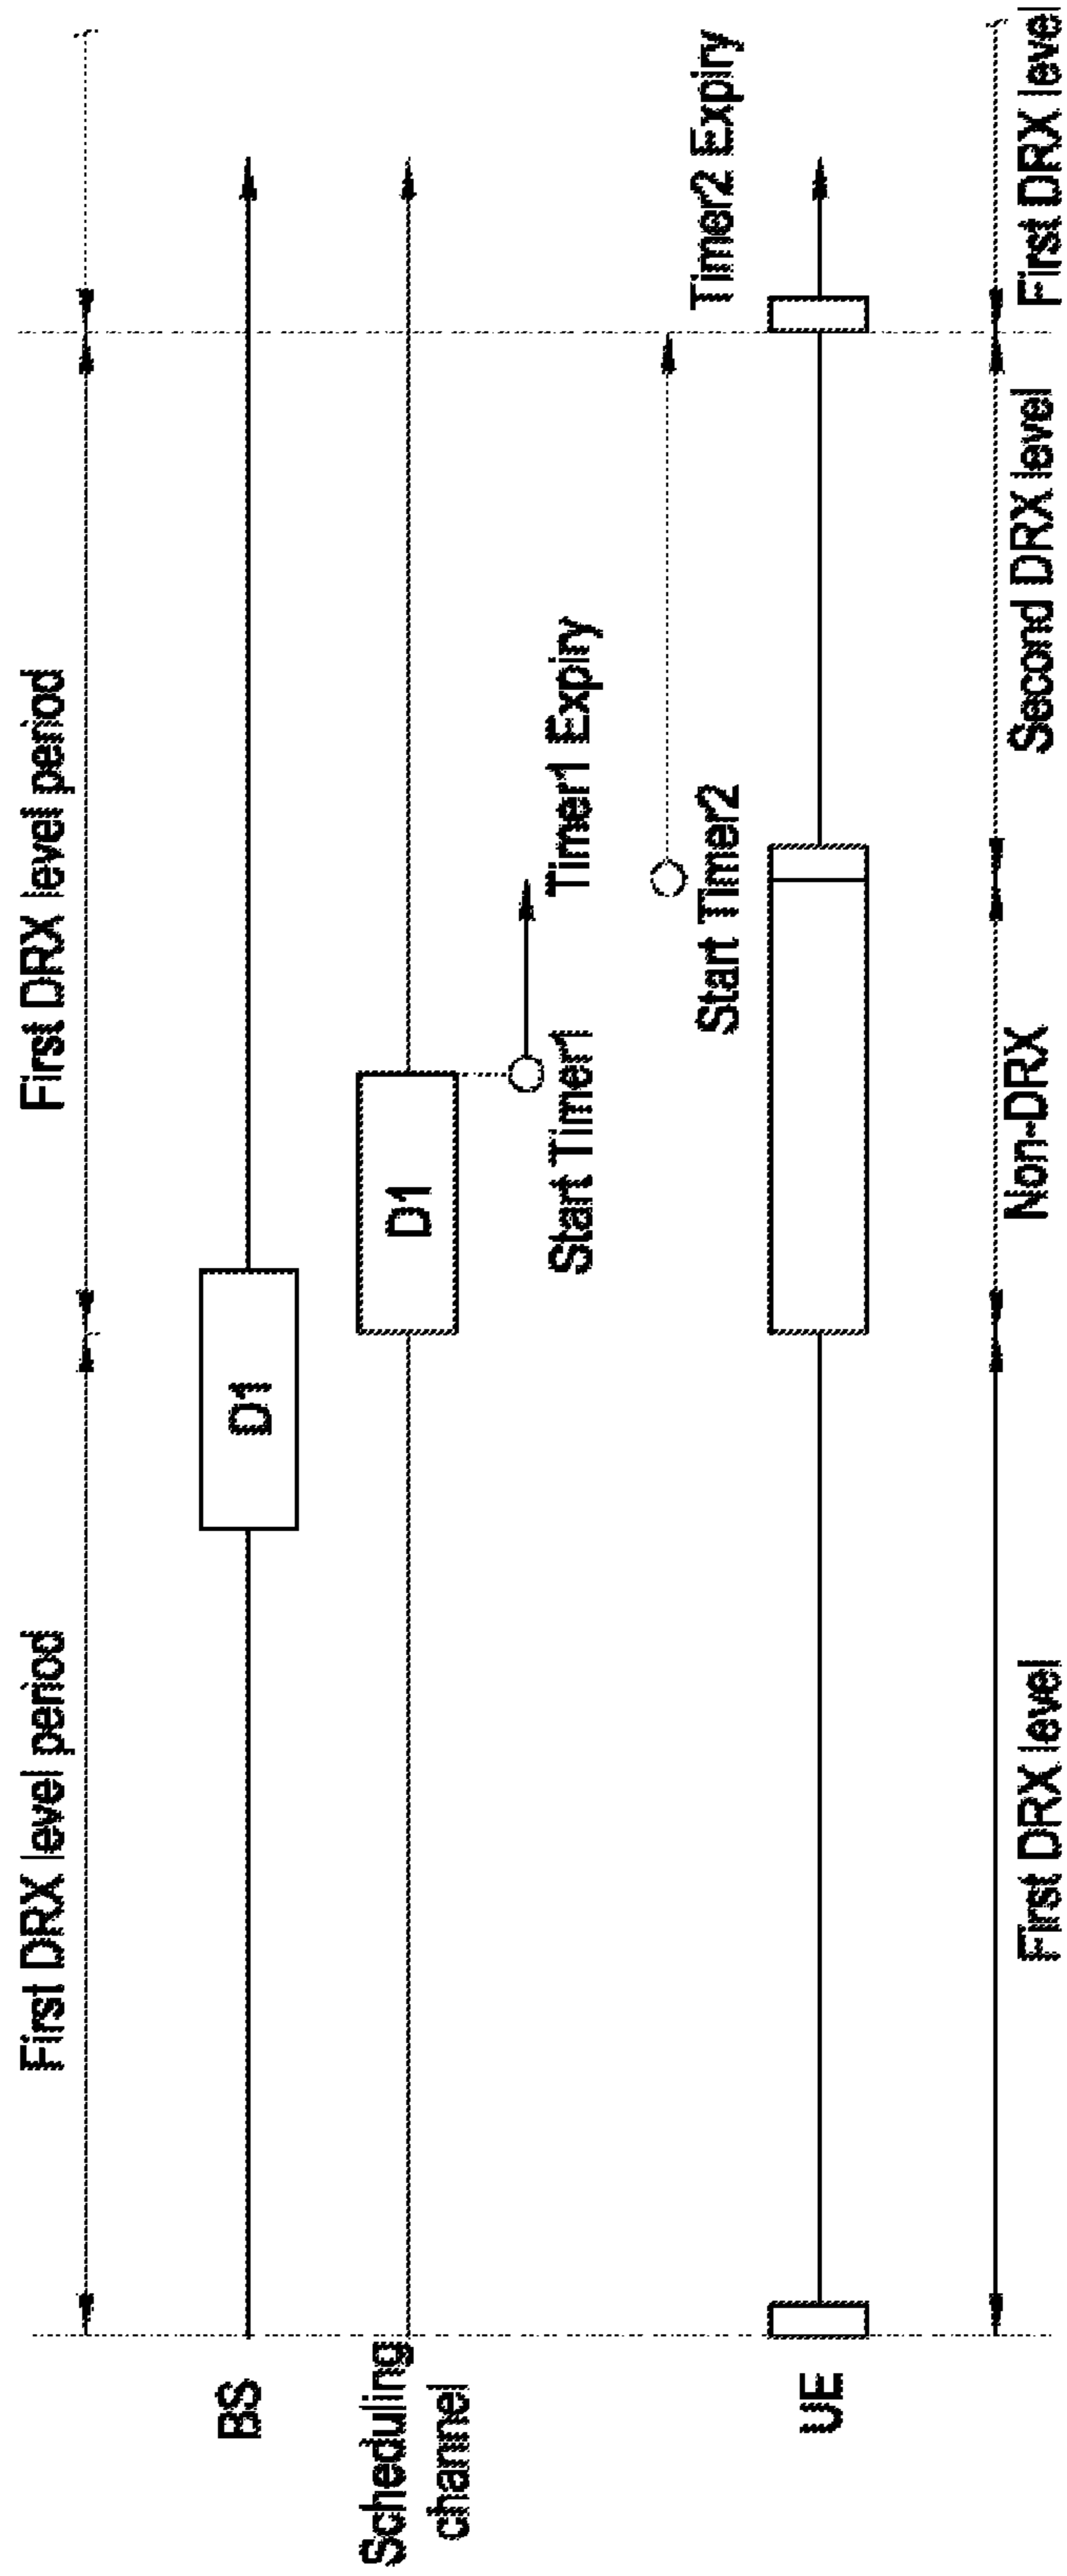 First DRX level period
First DRX level period
BS
D1
Scheduling
channel
D1
Start Timer1
Timer1 Expiry
Start Timer2
Timer2 Expiry
UE
First DRX level
Non-DRX
Second DRX level
First DRX level